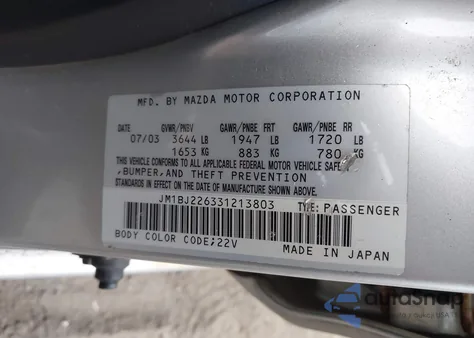 MFD. BY MAZDA MOTOR CORPORATION
DATE GVWR/PNBV GAWR/PNBE FRT GAWR/PNBE RR
07/03 3644 LB 1947 LB 1720 LB
1653 KG 883 KG 780 KG
THIS VEHICLE CONFORMS TO ALL APPLICABLE FEDERAL MOTOR VEHICLE SAFE
,BUMPER,AND THEFT PREVENTION
STANDARDS IN EFFECT ON THE DATE OF MANUFACTURE SHOWN ABOVE.
JM1BJ226331213803 TYPE: PASSENGER
BODY COLOR CODE;22V MADE IN JAPAN
autoSnap